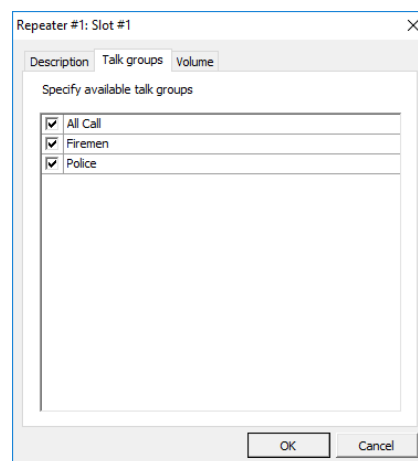 Repeater #1: Slot #1
Description Talk groups Volume
Specify available talk groups
All Call
Firemen
Police
OK Cancel